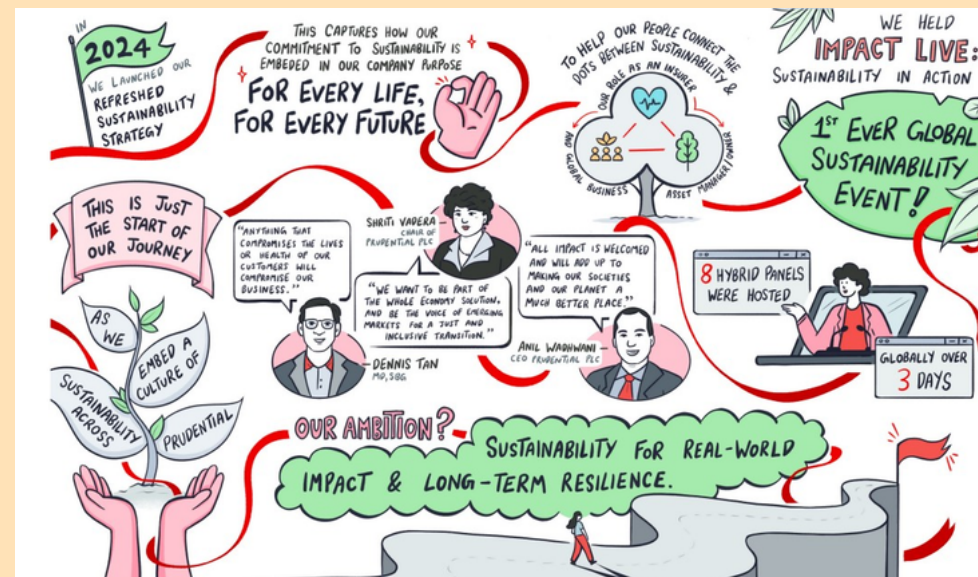 IN
2024
WE LAUNCHED OUR
REFRESHED
SUSTAINABILITY
STRATEGY
THIS CAPTURES HOW OUR
COMMITMENT TO SUSTAINABILITY IS
EMBEDED IN OUR COMPANY PURPOSE
FOR EVERY LIFE,
FOR EVERY FUTURE
TO HELP OUR PEOPLE CONNECT THE
DOTS BETWEEN SUSTAINABILITY &
OUR ROLE AS AN INSURER
ASSET MANAGER/OWNER
AND GLOBAL BUSINESS
WE HELD
IMPACT LIVE:
SUSTAINABILITY IN ACTION
1ST EVER GLOBAL
SUSTAINABILITY
EVENT!
THIS IS JUST
THE START OF
OUR JOURNEY
AS
WE
EMBED A
CULTURE OF
SUSTAINABILITY
ACROSS
PRUDENTIAL
"ANYTHING THAT
COMPROMISES THE LIVES
OR HEALTH OF OUR
CUSTOMERS WILL
COMPROMISE OUR
BUSINESS."
DENNIS TAN
MD, SBG
SHRITI VADERA
CHAIR OF
PRUDENTIAL PLC
"WE WANT TO BE PART OF
THE WHOLE ECONOMY SOLUTION,
AND BE THE VOICE OF EMERGING
MARKETS FOR A JUST AND
INCLUSIVE TRANSITION."
"ALL IMPACT IS WELCOMED
AND WILL ADD UP TO
MAKING OUR SOCIETIES
AND OUR PLANET A
MUCH BETTER PLACE."
ANIL WADHWANI
CEO PRUDENTIAL PLC
8 HYBRID PANELS
WERE HOSTED
GLOBALLY OVER
3 DAYS
OUR AMBITION?
SUSTAINABILITY FOR REAL-WORLD
IMPACT & LONG-TERM RESILIENCE.